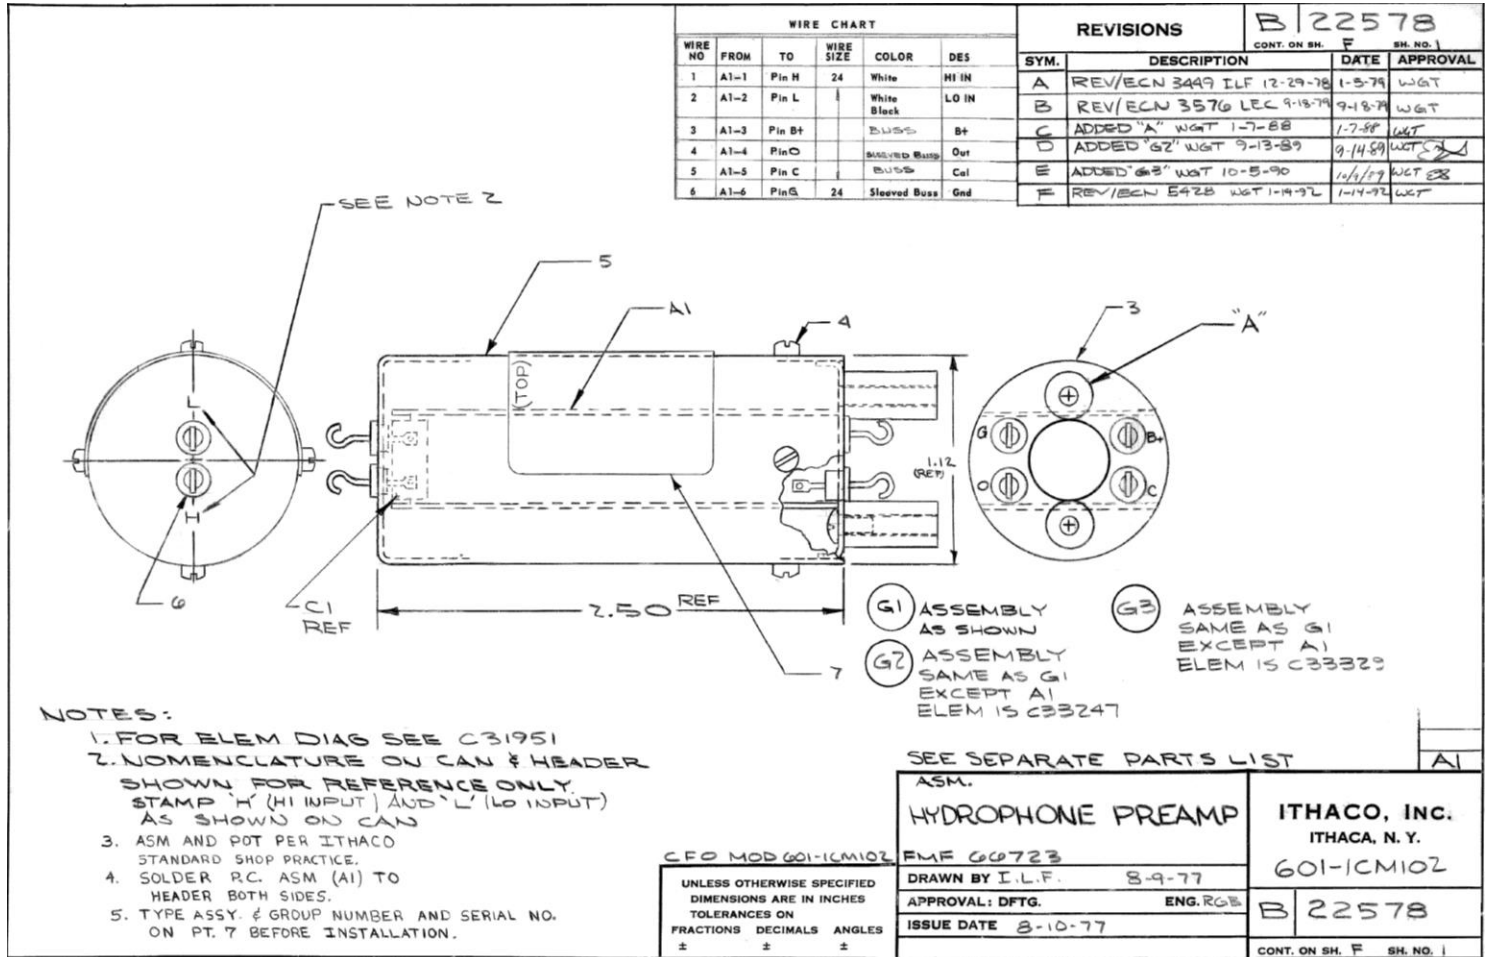 WIRE CHART
WIRE NO FROM TO WIRE SIZE COLOR DES
1 A1-1 Pin H 24 White HI IN
2 A1-2 Pin L White Black LO IN
3 A1-3 Pin B+ BUSS B+
4 A1-4 Pin O SLEEVED BUSS Out
5 A1-5 Pin C BUSS Cal
6 A1-6 Pin G 24 Sleeved Buss Gnd
REVISIONS
B 22578
CONT. ON SH. F SH. NO. 1
SYM. DESCRIPTION DATE APPROVAL
A REV/ECN 3449 ILF 12-29-78 1-5-79 WGT
B REV/ECN 3576 LEC 9-18-79 9-18-79 WGT
C ADDED "A" WGT 1-7-88 1-7-88 WGT
D ADDED "G2" WGT 9-13-89 9-14-89 WGT
E ADDED "G3" WGT 10-5-90 WGT
F REV/ECN 5428 WGT 1-14-92 1-14-92 WGT
SEE NOTE 2
5
A1
4
3
"A"
(TOP)
L
H
G
B+
O
C
1.12
(REF)
6
C1
REF
2.50 REF
7
G1 ASSEMBLY
AS SHOWN
G2 ASSEMBLY
SAME AS G1
EXCEPT A1
ELEM IS C33247
G3 ASSEMBLY
SAME AS G1
EXCEPT A1
ELEM IS C33329
NOTES:
1. FOR ELEM DIAG SEE C31951
2. NOMENCLATURE ON CAN & HEADER
SHOWN FOR REFERENCE ONLY.
STAMP 'H' (HI INPUT) AND 'L' (LO INPUT)
AS SHOWN ON CAN
3. ASM AND POT PER ITHACO
STANDARD SHOP PRACTICE.
4. SOLDER P.C. ASM (A1) TO
HEADER BOTH SIDES.
5. TYPE ASSY. & GROUP NUMBER AND SERIAL NO.
ON PT. 7 BEFORE INSTALLATION.
SEE SEPARATE PARTS LIST
A1
CFO MOD 601-1CM102
UNLESS OTHERWISE SPECIFIED
DIMENSIONS ARE IN INCHES
TOLERANCES ON
FRACTIONS DECIMALS ANGLES
± ± ±
ASM.
HYDROPHONE PREAMP
FMF 66723
DRAWN BY I.L.F. 8-9-77
APPROVAL: DFTG. ENG. RGB
ISSUE DATE 8-10-77
ITHACO, Inc.
ITHACA, N. Y.
601-1CM102
B 22578
CONT. ON SH. F SH. NO. 1